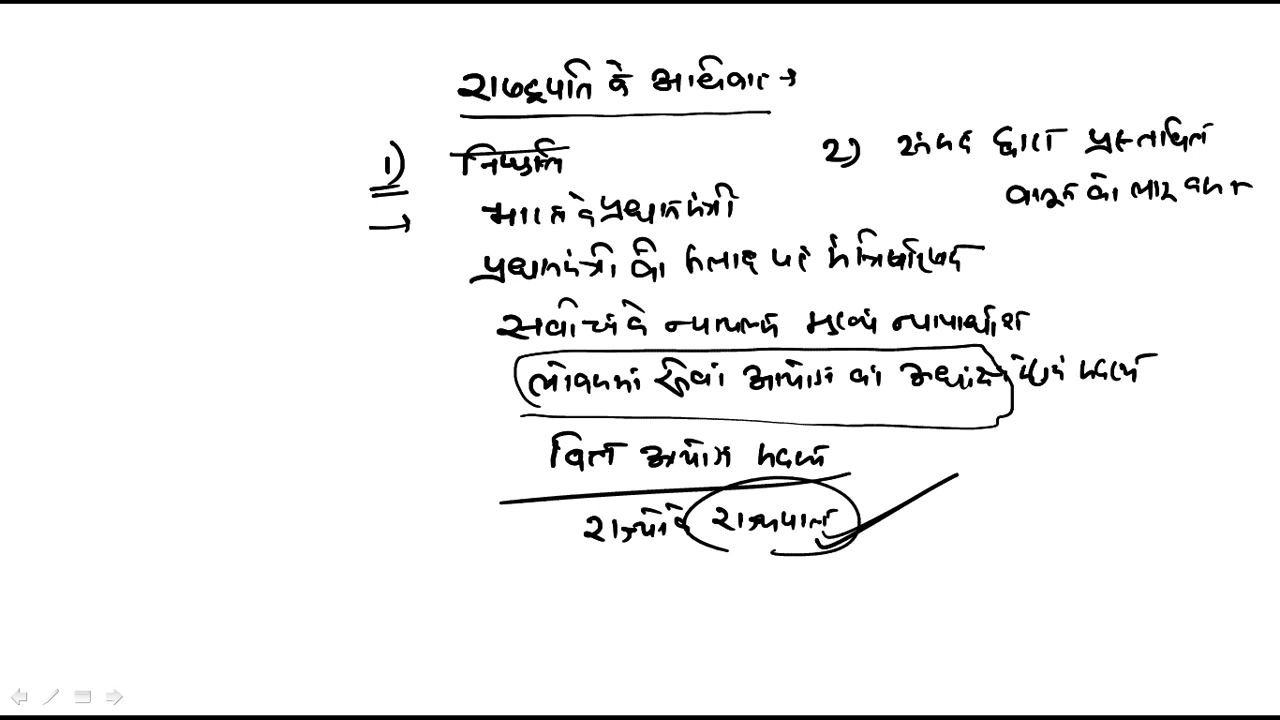 राष्ट्रपति के अधिकार →
1) नियुक्ति
→ भारत के प्रधानमंत्री
प्रधानमंत्री की सलाह पर मंत्रिपरिषद
सर्वोच्च के न्यायालय मुख्य न्यायाधीश
लोकसेवा आयोग का अध्यक्ष एवं सदस्य
वित्त आयोग सदस्य
राज्यों के राज्यपाल
2) संसद द्वारा प्रस्तावित
कानून को लागू करना